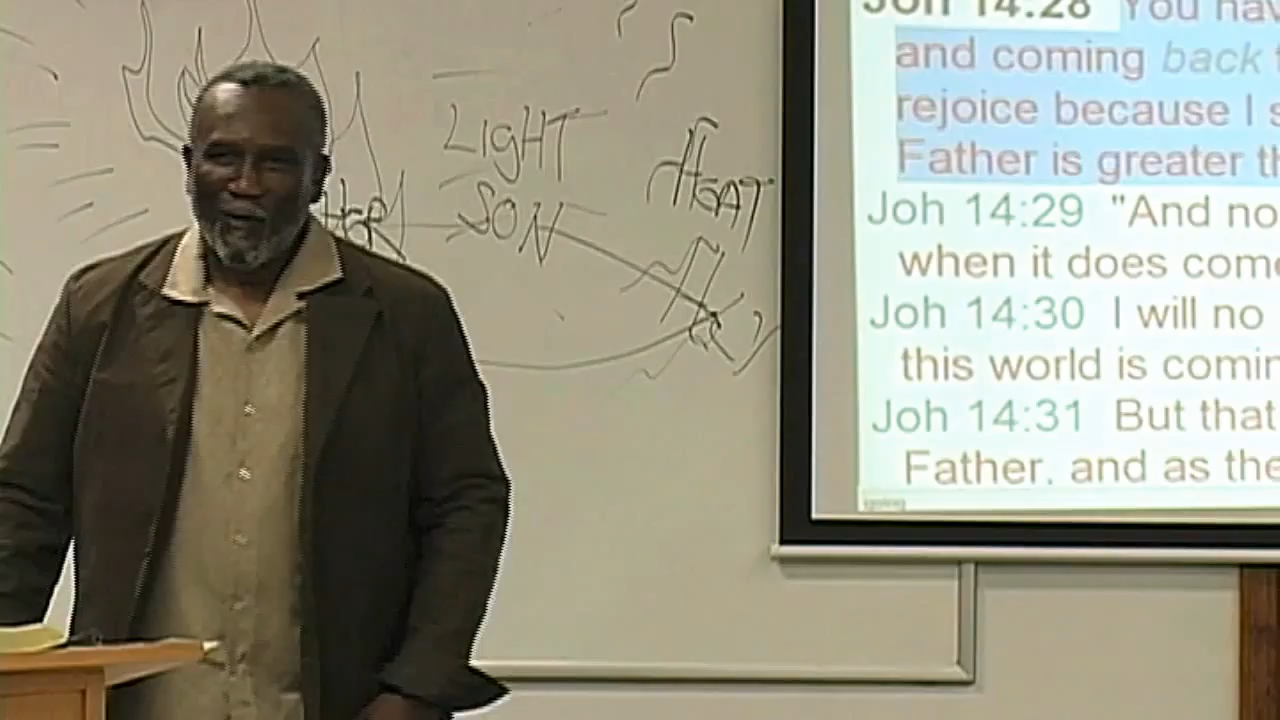 LIGHT
SON
HEAT
Joh 14:28 You hav
and coming back
rejoice because I s
Father is greater th
Joh 14:29 "And no
when it does come
Joh 14:30 I will no
this world is comin
Joh 14:31 But that
Father, and as the